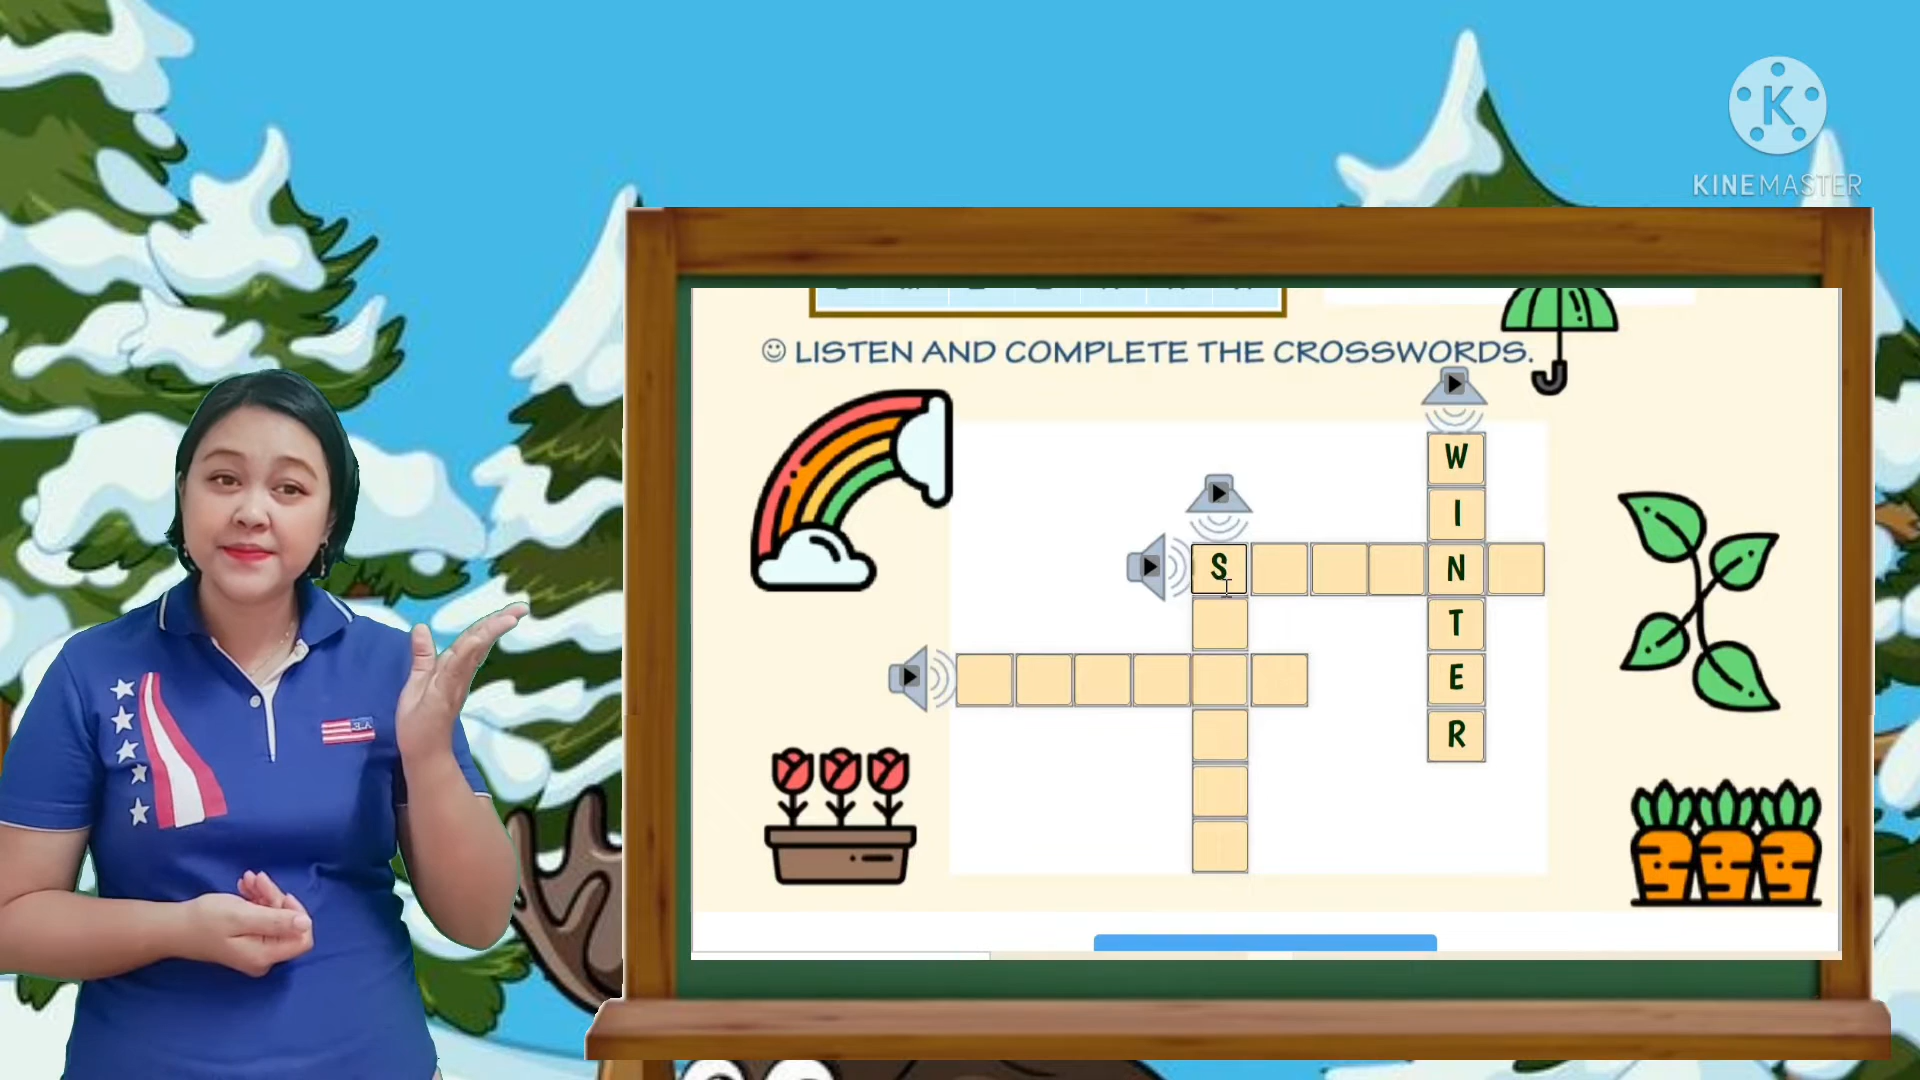 KINEMASTER
LISTEN AND COMPLETE THE CROSSWORDS.
W
I
S N
T
E
R